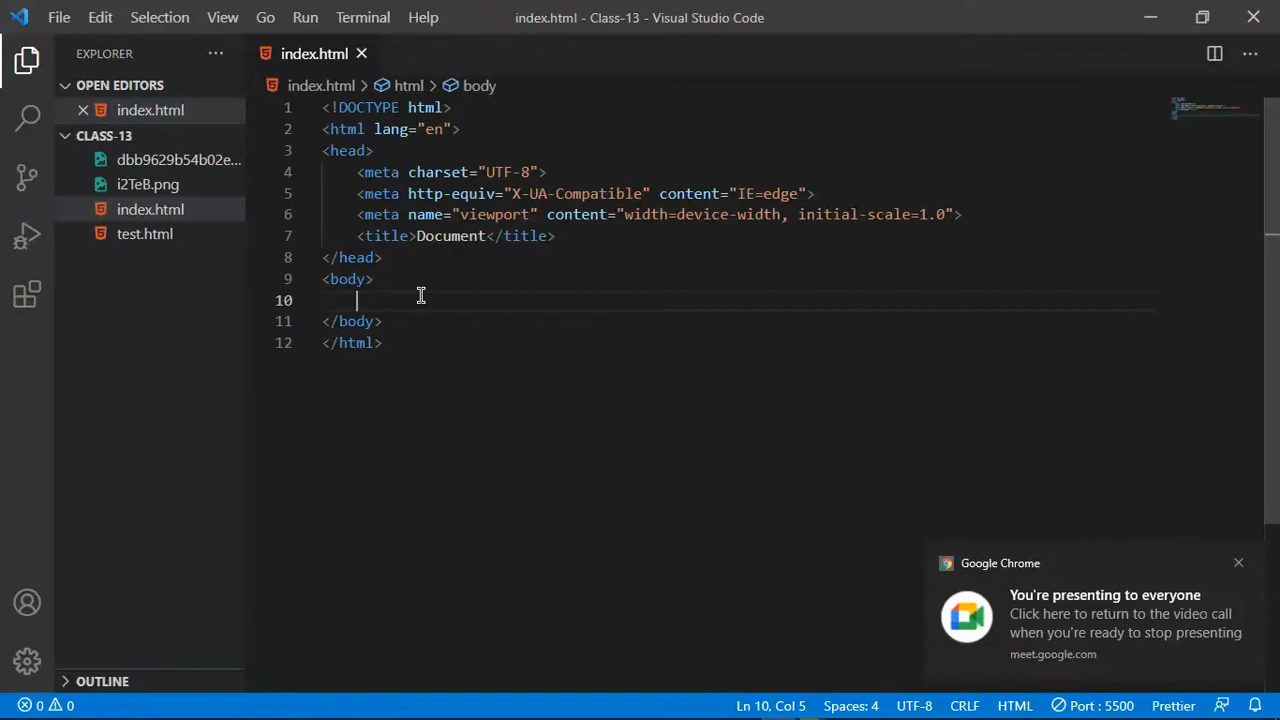 File Edit Selection View Go Run Terminal Help index.html - Class-13 - Visual Studio Code
EXPLORER
OPEN EDITORS
index.html
CLASS-13
dbb9629b54b02e...
i2TeB.png
index.html
test.html
OUTLINE
index.html
index.html > html > body
1 <!DOCTYPE html>
2 <html lang="en">
3 <head>
4 <meta charset="UTF-8">
5 <meta http-equiv="X-UA-Compatible" content="IE=edge">
6 <meta name="viewport" content="width=device-width, initial-scale=1.0">
7 <title>Document</title>
8 </head>
9 <body>
10
11 </body>
12 </html>
Google Chrome
You're presenting to everyone
Click here to return to the video call
when you're ready to stop presenting
meet.google.com
0 0 Ln 10, Col 5 Spaces: 4 UTF-8 CRLF HTML Port : 5500 Prettier